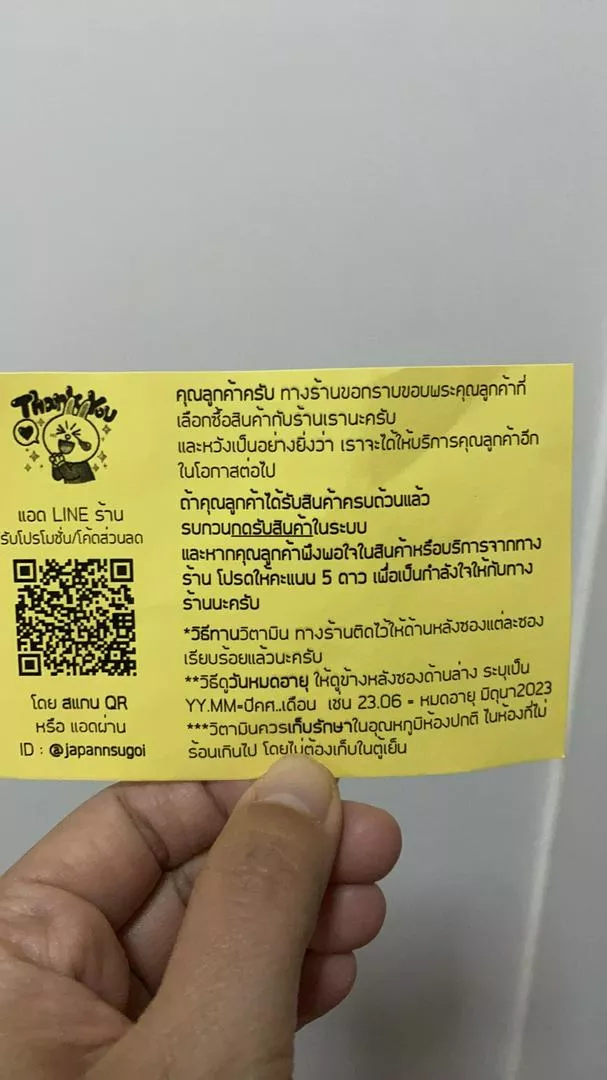 Thank You
แอด LINE ร้าน
รับโปรโมชั่น/โค้ดส่วนลด
โดย สแกน QR
หรือ แอดผ่าน
ID : @japannsugoi
คุณลูกค้าครับ ทางร้านขอกราบขอบพระคุณลูกค้าที่
เลือกซื้อสินค้ากับร้านเรานะครับ
และหวังเป็นอย่างยิ่งว่า เราจะได้ให้บริการคุณลูกค้าอีก
ในโอกาสต่อไป
ถ้าคุณลูกค้าได้รับสินค้าครบถ้วนแล้ว
รบกวนกดรับสินค้าในระบบ
และหากคุณลูกค้าพึงพอใจในสินค้าหรือบริการจากทาง
ร้าน โปรดให้คะแนน 5 ดาว เพื่อเป็นกำลังใจให้กับทาง
ร้านนะครับ
*วิธีทานวิตามิน ทางร้านติดไว้ให้ด้านหลังซองแต่ละซอง
เรียบร้อยแล้วนะครับ
**วิธีดูวันหมดอายุ ให้ดูข้างหลังซองด้านล่าง ระบุเป็น
YY.MM=ปีคศ..เดือน เช่น 23.06 = หมดอายุ มิถุนา2023
***วิตามินควรเก็บรักษาในอุณหภูมิห้องปกติ ในห้องที่ไม่
ร้อนเกินไป โดยไม่ต้องเก็บในตู้เย็น